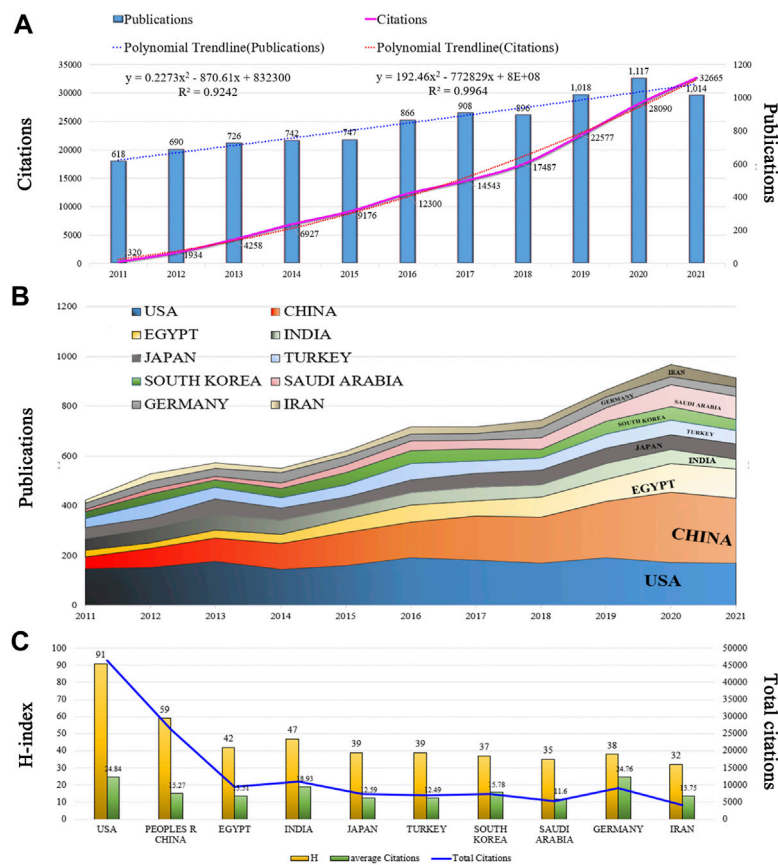 A
Publications
Citations
Polynomial Trendline(Publications)
Polynomial Trendline(Citations)
y = 0.2273x² - 870.61x + 832300
R² = 0.9242
y = 192.46x² - 772829x + 8E+08
R² = 0.9964
Citations
Publications
35000
30000
25000
20000
15000
10000
5000
0
1200
1000
800
600
400
200
0
618
690
726
742
747
866
908
896
1,018
1,117
1,014
320
1934
4258
6927
9176
12300
14543
17487
22577
28090
32665
2011 2012 2013 2014 2015 2016 2017 2018 2019 2020 2021
B
USA
CHINA
EGYPT
INDIA
JAPAN
TURKEY
SOUTH KOREA
SAUDI ARABIA
GERMANY
IRAN
Publications
1200
1000
800
600
400
200
0
IRAN
GERMANY
SAUDI ARABIA
SOUTH KOREA
TURKEY
JAPAN
INDIA
EGYPT
CHINA
USA
2011 2012 2013 2014 2015 2016 2017 2018 2019 2020 2021
C
H-index
Total citations
100
90
80
70
60
50
40
30
20
10
0
50000
45000
40000
35000
30000
25000
20000
15000
10000
5000
0
91
59
42
47
39
39
37
35
38
32
24.84
15.27
18.93
12.59
12.49
15.78
11.6
24.76
13.75
USA
PEOPLES R
CHINA
EGYPT
INDIA
JAPAN
TURKEY
SOUTH
KOREA
SAUDI
ARABIA
GERMANY
IRAN
H
average Citations
Total Citations